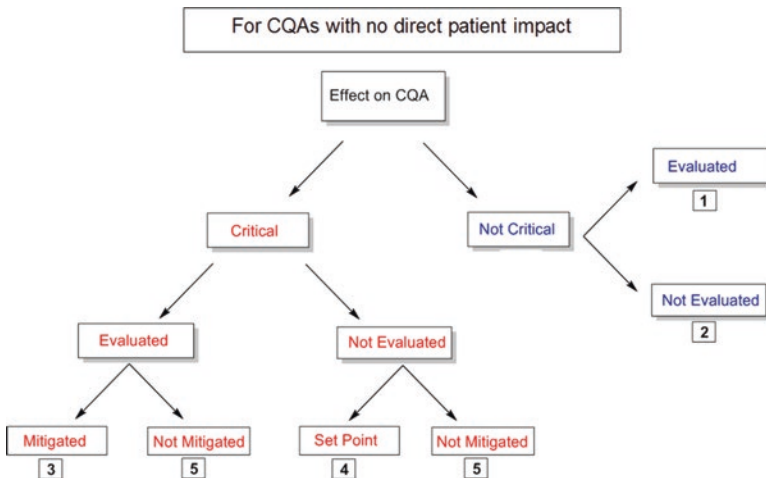 For CQAs with no direct patient impact
Effect on CQA
Evaluated
1
Critical
Not Critical
Not Evaluated
2
Evaluated
Not Evaluated
Mitigated
Not Mitigated
Set Point
Not Mitigated
3
5
4
5